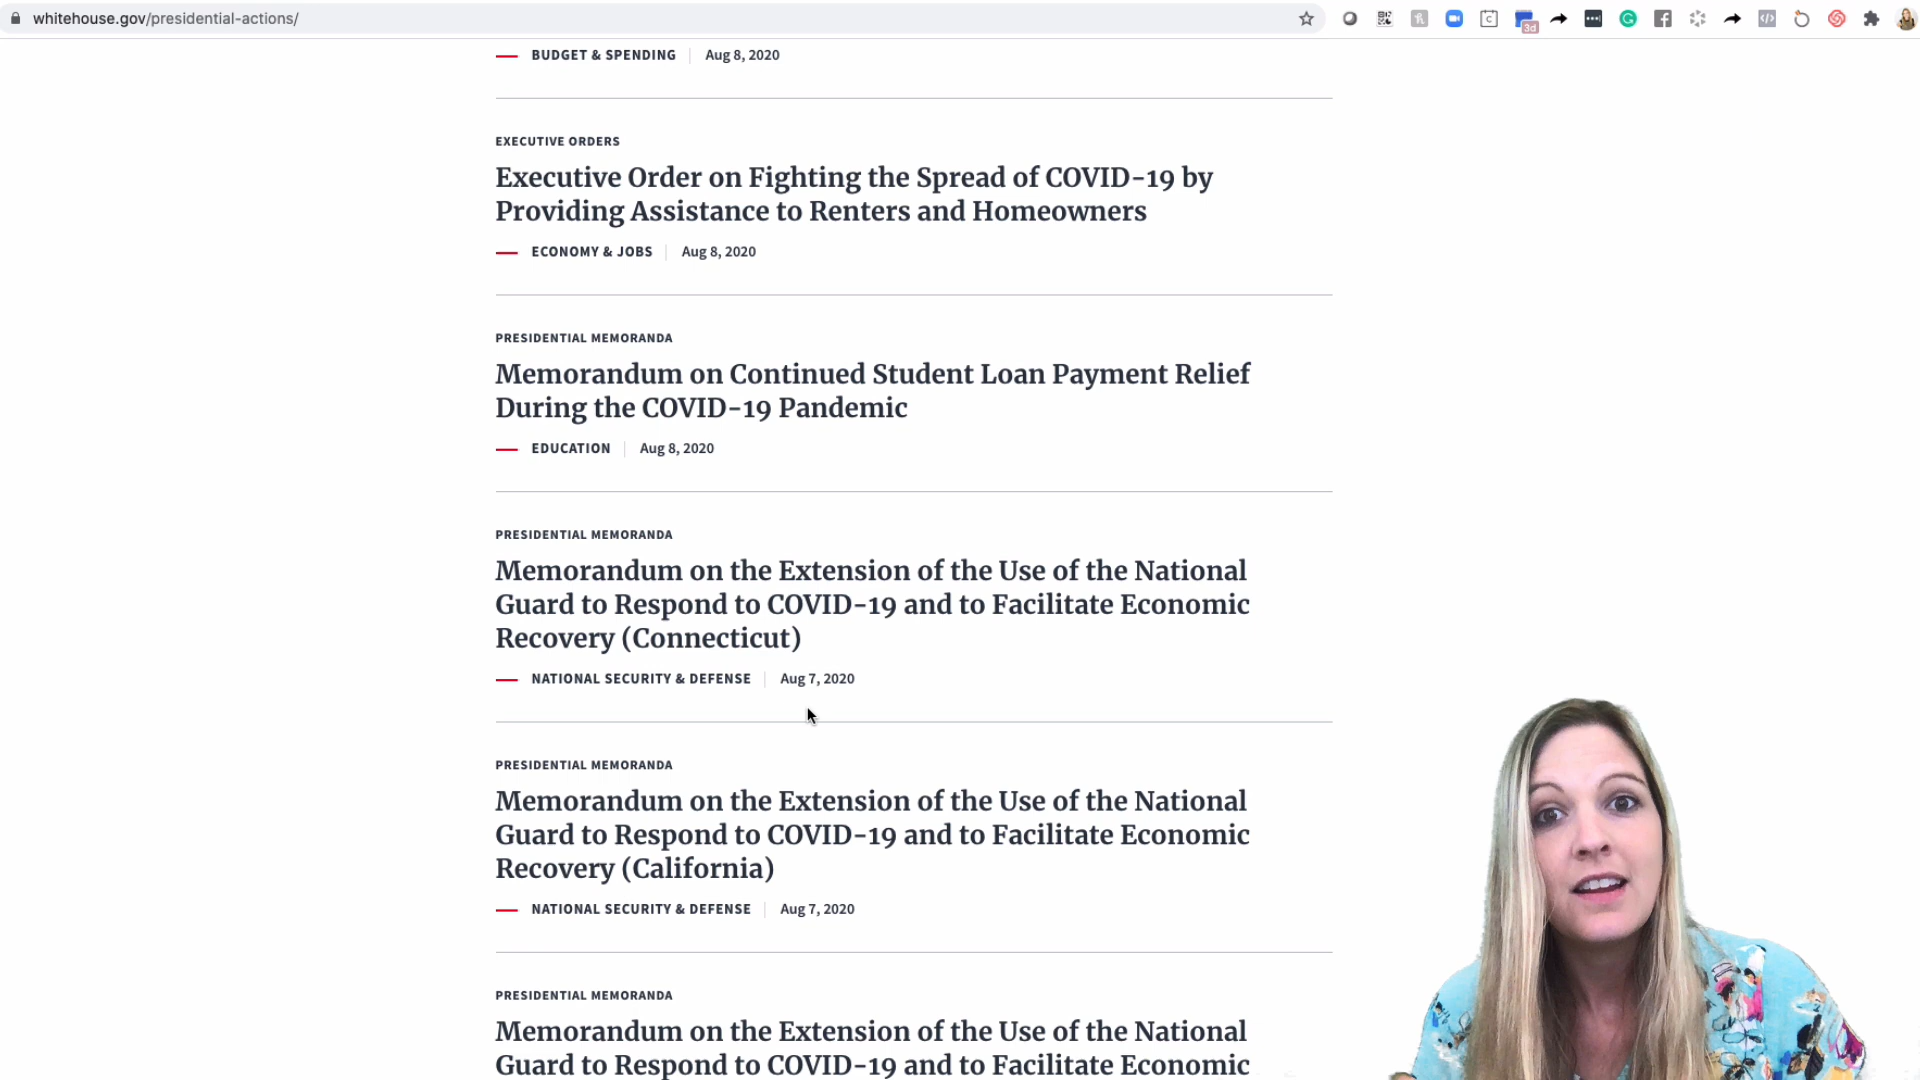 whitehouse.gov/presidential-actions/
3d
BUDGET & SPENDING Aug 8, 2020
EXECUTIVE ORDERS
Executive Order on Fighting the Spread of COVID-19 by
Providing Assistance to Renters and Homeowners
ECONOMY & JOBS Aug 8, 2020
PRESIDENTIAL MEMORANDA
Memorandum on Continued Student Loan Payment Relief
During the COVID-19 Pandemic
EDUCATION Aug 8, 2020
PRESIDENTIAL MEMORANDA
Memorandum on the Extension of the Use of the National
Guard to Respond to COVID-19 and to Facilitate Economic
Recovery (Connecticut)
NATIONAL SECURITY & DEFENSE Aug 7, 2020
PRESIDENTIAL MEMORANDA
Memorandum on the Extension of the Use of the National
Guard to Respond to COVID-19 and to Facilitate Economic
Recovery (California)
NATIONAL SECURITY & DEFENSE Aug 7, 2020
PRESIDENTIAL MEMORANDA
Memorandum on the Extension of the Use of the National
Guard to Respond to COVID-19 and to Facilitate Economic